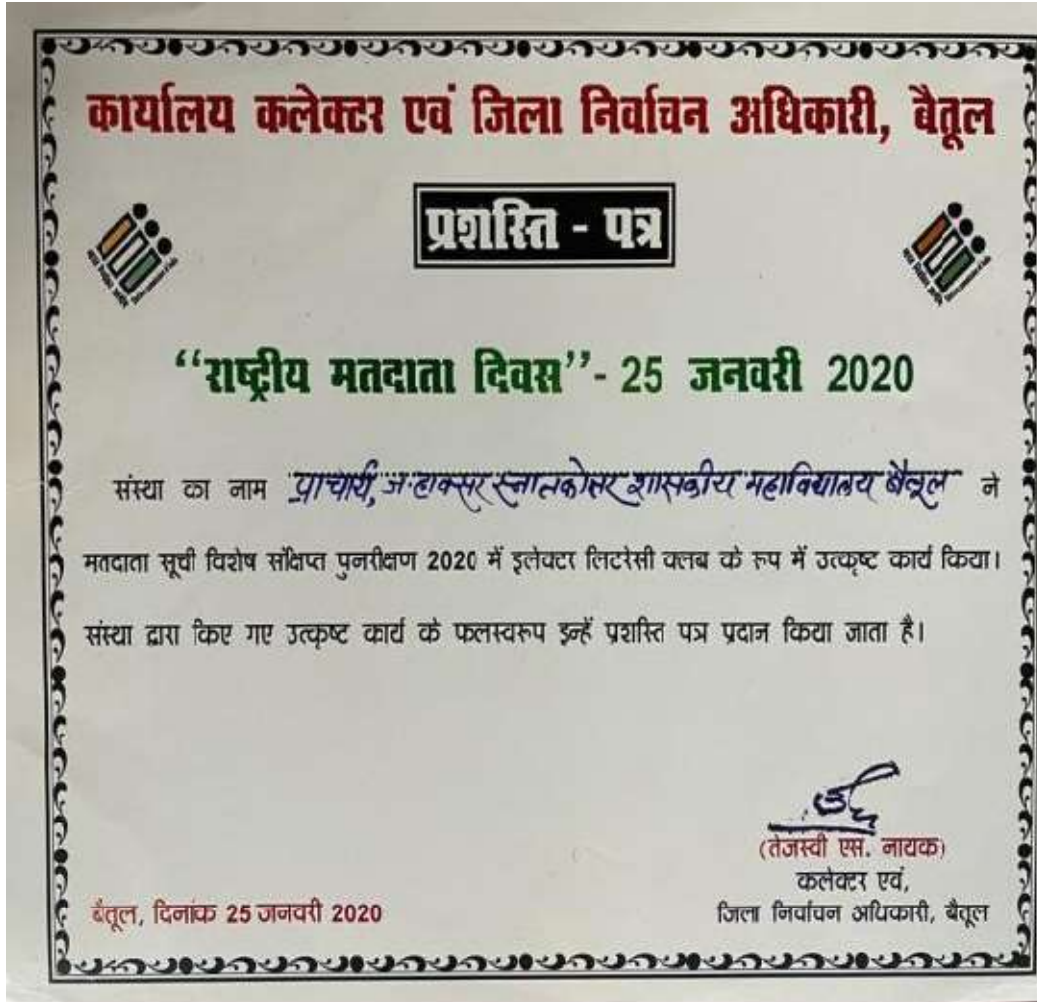 कार्यालय कलेक्टर एवं जिला निर्वाचन अधिकारी, बैतूल
प्रशस्ति - पत्र
“राष्ट्रीय मतदाता दिवस”- 25 जनवरी 2020
संस्था का नाम प्राचार्य, ज.हाक्सर स्नातकोत्तर शासकीय महाविद्यालय बैतूल ने
मतदाता सूची विशेष संक्षिप्त पुनरीक्षण 2020 में इलेक्टर लिटरेसी क्लब के रूप में उत्कृष्ट कार्य किया।
संस्था द्वारा किए गए उत्कृष्ट कार्य के फलस्वरूप इन्हें प्रशस्ति पत्र प्रदान किया जाता है।
(तेजस्वी एस. नायक)
कलेक्टर एवं,
जिला निर्वाचन अधिकारी, बैतूल
बैतूल, दिनांक 25 जनवरी 2020